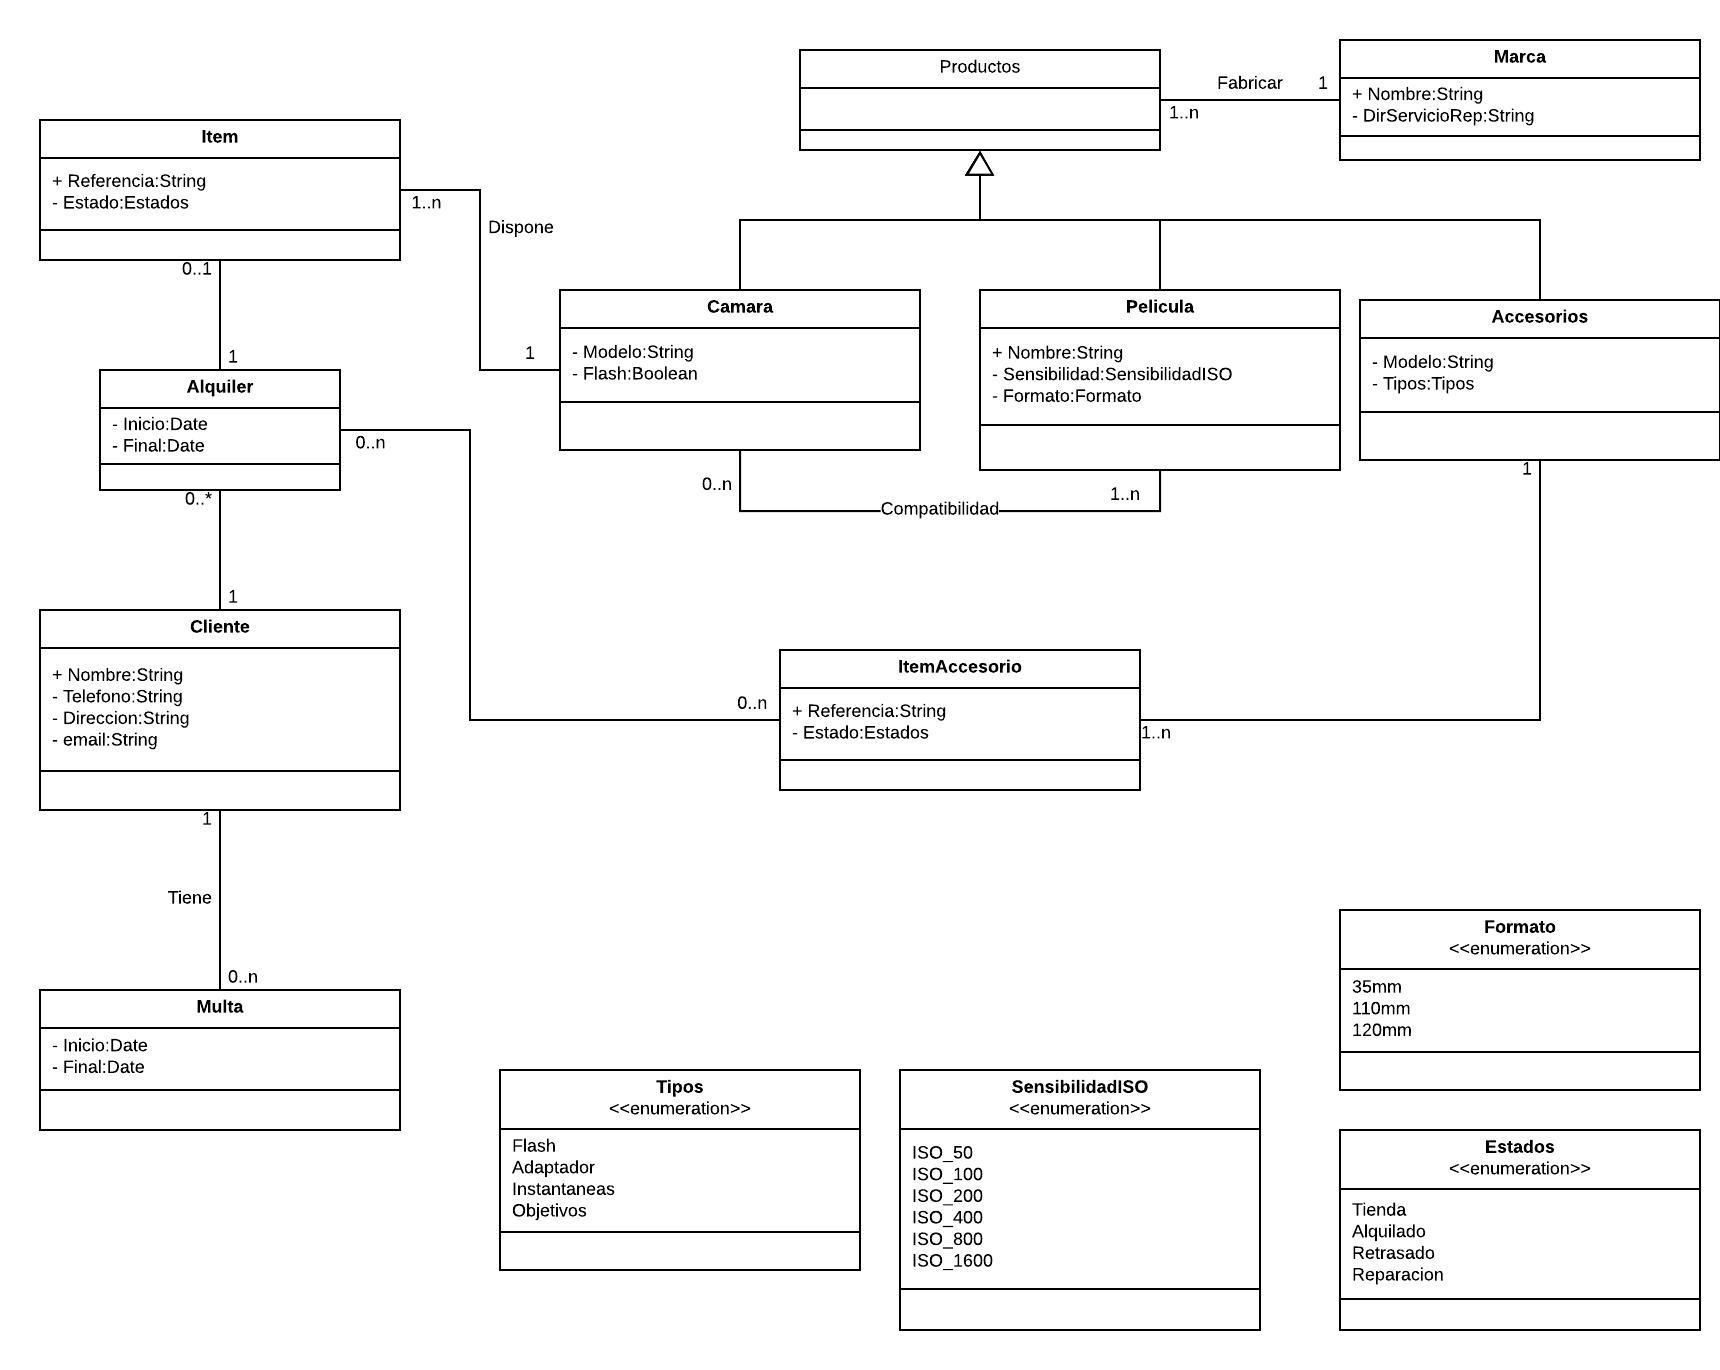 Productos
Fabricar
1
1..n
Marca
+ Nombre:String
- DirServicioRep:String
Item
+ Referencia:String
- Estado:Estados
1..n
Dispone
1
0..1
1
Camara
- Modelo:String
- Flash:Boolean
Pelicula
+ Nombre:String
- Sensibilidad:SensibilidadISO
- Formato:Formato
Accesorios
- Modelo:String
- Tipos:Tipos
Alquiler
- Inicio:Date
- Final:Date
0..n
0..*
1
0..n
Compatibilidad
1..n
1
Cliente
+ Nombre:String
- Telefono:String
- Direccion:String
- email:String
0..n
ItemAccesorio
+ Referencia:String
- Estado:Estados
1..n
1
Tiene
0..n
Multa
- Inicio:Date
- Final:Date
Tipos
<<enumeration>>
Flash
Adaptador
Instantaneas
Objetivos
SensibilidadISO
<<enumeration>>
ISO_50
ISO_100
ISO_200
ISO_400
ISO_800
ISO_1600
Formato
<<enumeration>>
35mm
110mm
120mm
Estados
<<enumeration>>
Tienda
Alquilado
Retrasado
Reparacion